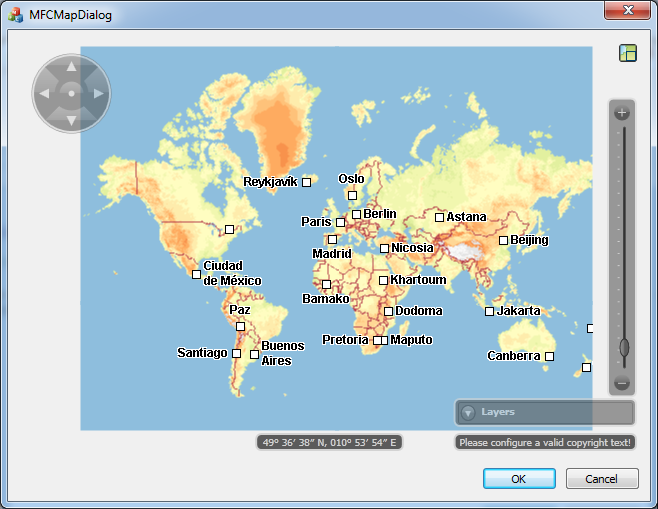 MFCMapDialog
Reykjavík
Oslo
Paris
Berlin
Astana
Madrid
Nicosia
Beijing
Ciudad
de México
Khartoum
Bamako
Paz
Dodoma
Jakarta
Pretoria
Maputo
Santiago
Buenos
Aires
Canberra
Layers
49° 36' 38" N, 010° 53' 54" E
Please configure a valid copyright text!
OK
Cancel